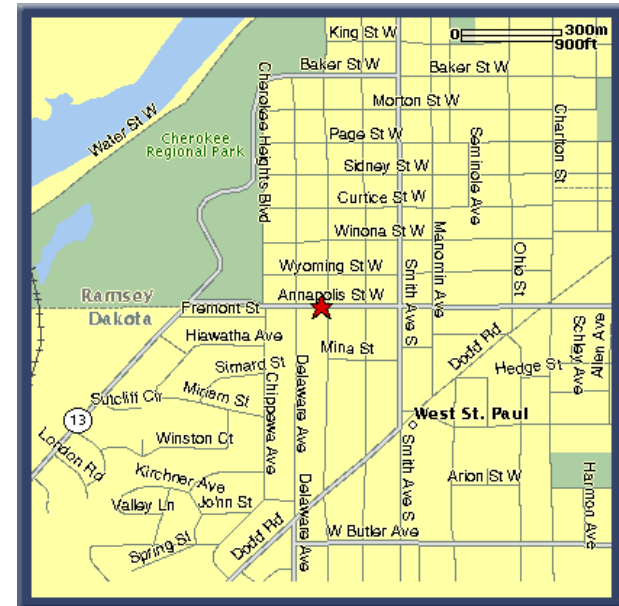 King St W
0 300m
900ft
Baker St W
Baker St W
Cherokee Heights Blvd
Morton St W
Charlton St
Water St W
Cherokee
Regional Park
Page St W
Seminole Ave
Sidney St W
Curtice St W
Winona St W
Manomin Ave
Wyoming St W
Smith Ave S
Ohio St
Ramsey
Dakota
Annapolis St W
Fremont St
Hiawatha Ave
Mina St
Dodd Rd
Schley Ave
Allen Ave
Simard St
Delaware Ave
Hedge St
Sutcliff Cir
Miriam St
Chippewa Ave
13
West St. Paul
London Rd
Winston Ct
Smith Ave S
Kirchner Ave
Arion St W
Harmon Ave
Valley Ln
John St
Delaware Ave
Dodd Rd
W Butler Ave
Spring St